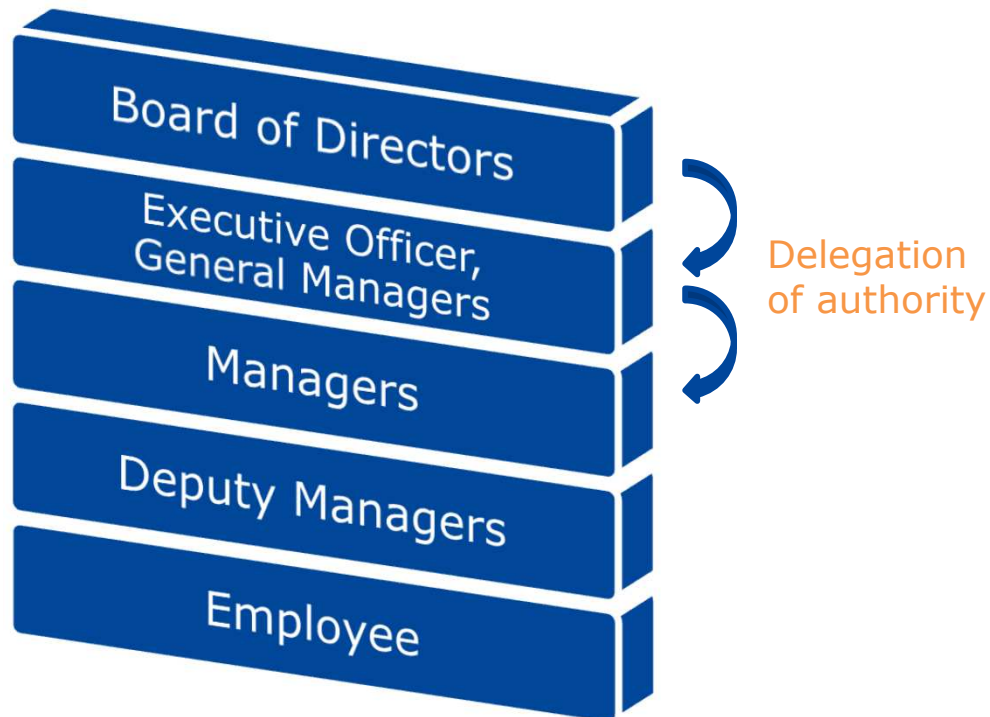 Board of Directors
Executive Officer,
General Managers
Delegation
of authority
Managers
Deputy Managers
Employee